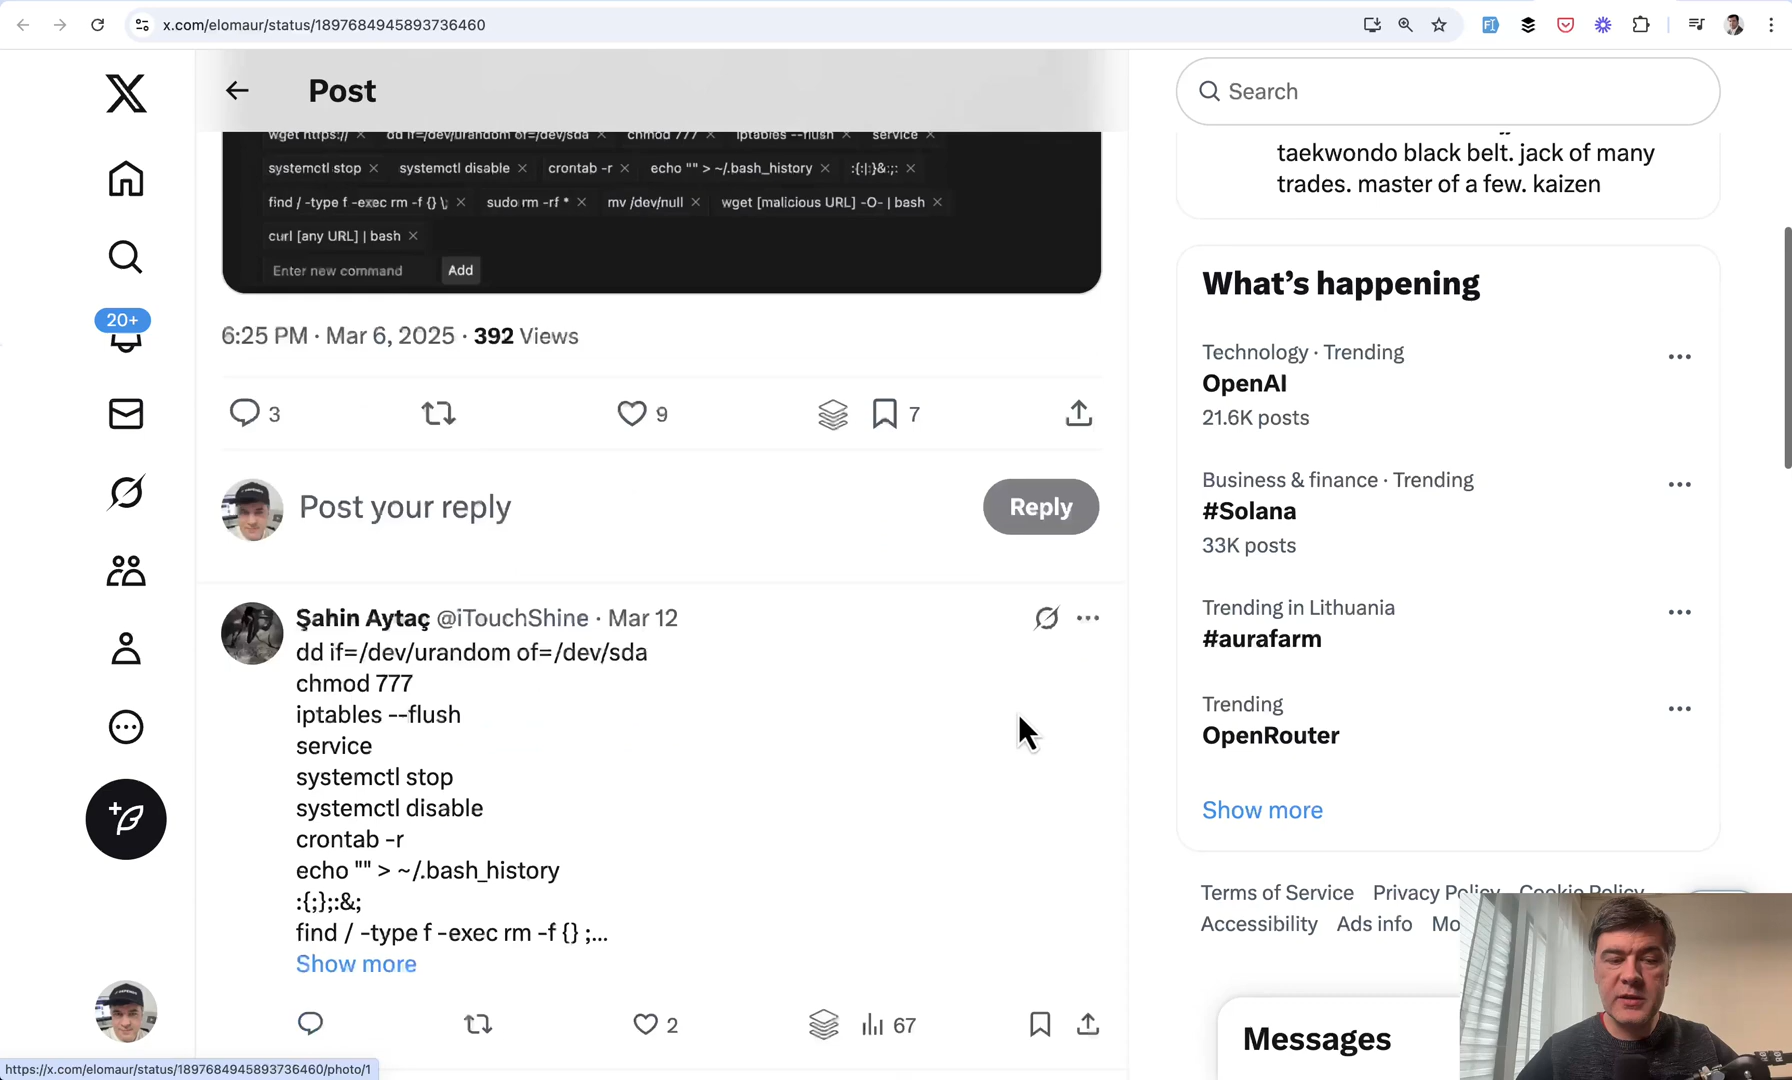 x.com/elomaur/status/1897684945893736460
Post
Search
wget https:// × dd if=/dev/urandom of=/dev/sda × chmod 777 × iptables --flush × service ×
systemctl stop × systemctl disable × crontab -r × echo "" > ~/.bash_history × :{|:}&;: ×
find / -type f -exec rm -f {} \; × sudo rm -rf * × mv /dev/null × wget [malicious URL] -O- | bash ×
curl [any URL] | bash ×
Enter new command Add
taekwondo black belt. jack of many
trades. master of a few. kaizen
20+
6:25 PM · Mar 6, 2025 · 392 Views
3 9 7
Post your reply
Reply
Şahin Aytaç @iTouchShine · Mar 12
dd if=/dev/urandom of=/dev/sda
chmod 777
iptables --flush
service
systemctl stop
systemctl disable
crontab -r
echo "" > ~/.bash_history
:{;};:&;
find / -type f -exec rm -f {} ;...
Show more
2 67
What's happening
Technology · Trending
OpenAI
21.6K posts
Business & finance · Trending
#Solana
33K posts
Trending in Lithuania
#aurafarm
Trending
OpenRouter
Show more
Terms of Service Privacy Policy Cookie Policy
Accessibility Ads info
Messages
https://x.com/elomaur/status/1897684945893736460/photo/1